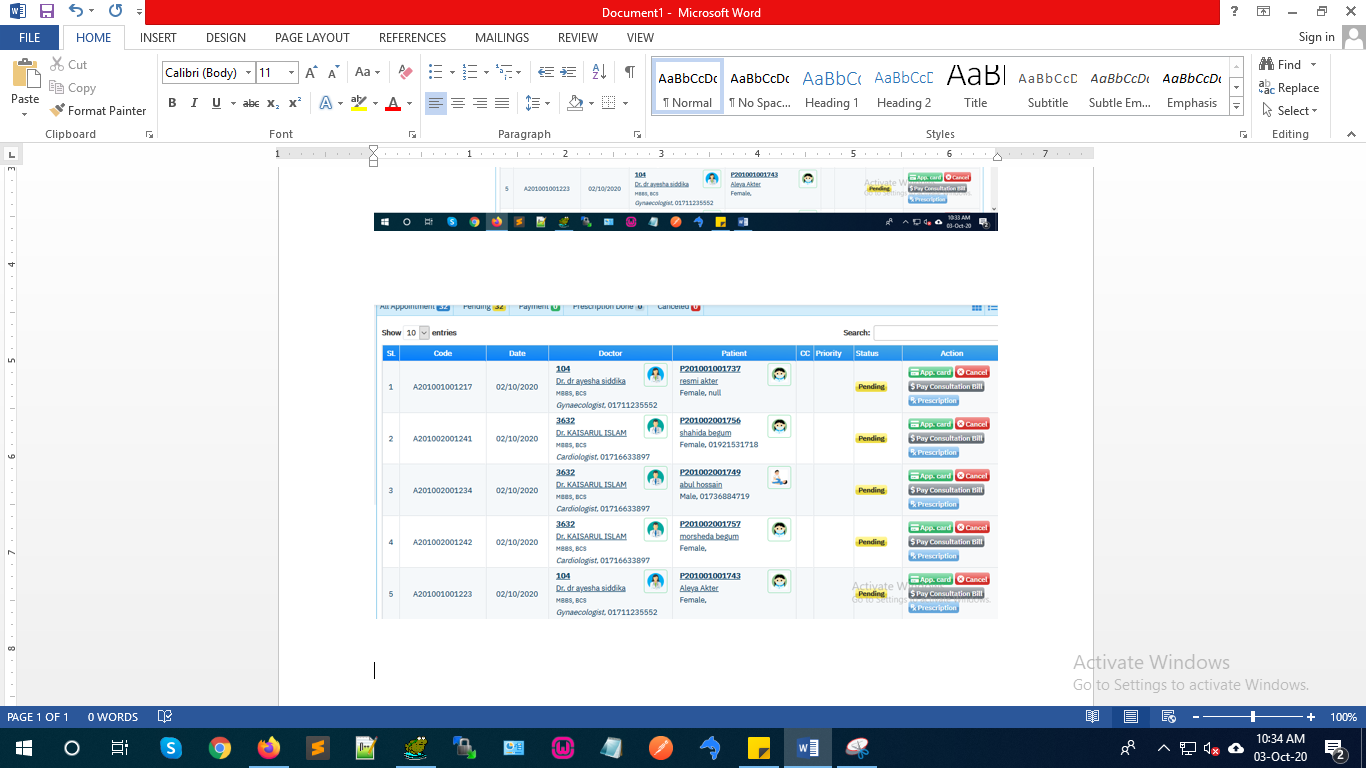 Document1 - Microsoft Word
FILE HOME INSERT DESIGN PAGE LAYOUT REFERENCES MAILINGS REVIEW VIEW Sign in
Paste
Cut
Copy
Format Painter
Calibri (Body) 11
AaBbCcDc AaBbCcDc AaBbCc AaBbCcD AaBl AaBbCcD AaBbCcDc AaBbCcDc
¶ Normal ¶ No Spac... Heading 1 Heading 2 Title Subtitle Subtle Em... Emphasis
Find
Replace
Select
Clipboard Font Paragraph Styles Editing
1 1 2 3 4 5 6 7
5 A201001001223 02/10/2020
104
Dr. dr ayesha siddika
MBBS, BCS
Gynaecologist, 01711235552
P201001001743
Aleya Akter
Female,
Pending
App. card Cancel
Pay Consultation Bill
Prescription
Activate Windows
10:33 AM
03-Oct-20
All Appointment 32 Pending 32 Payment 0 Prescription Done 0 Canceled 0
Show 10 entries Search:
SL Code Date Doctor Patient CC Priority Status Action
1 A201001001217 02/10/2020
104
Dr. dr ayesha siddika
MBBS, BCS
Gynaecologist, 01711235552
P201001001737
resmi akter
Female, null
Pending
App. card Cancel
$ Pay Consultation Bill
Prescription
2 A201002001241 02/10/2020
3632
Dr. KAISARUL ISLAM
MBBS, BCS
Cardiologist, 01716633897
P201002001756
shahida begum
Female, 01921531718
Pending
App. card Cancel
$ Pay Consultation Bill
Prescription
3 A201002001234 02/10/2020
3632
Dr. KAISARUL ISLAM
MBBS, BCS
Cardiologist, 01716633897
P201002001749
abul hossain
Male, 01736884719
Pending
App. card Cancel
$ Pay Consultation Bill
Prescription
4 A201002001242 02/10/2020
3632
Dr. KAISARUL ISLAM
MBBS, BCS
Cardiologist, 01716633897
P201002001757
morsheda begum
Female,
Pending
App. card Cancel
$ Pay Consultation Bill
Prescription
5 A201001001223 02/10/2020
104
Dr. dr ayesha siddika
MBBS, BCS
Gynaecologist, 01711235552
P201001001743
Aleya Akter
Female,
Pending
App. card Cancel
$ Pay Consultation Bill
Prescription
Activate Windows
Go to Settings to activate Windows.
Activate Windows
Go to Settings to activate Windows.
PAGE 1 OF 1 0 WORDS 100%
10:34 AM
03-Oct-20
2